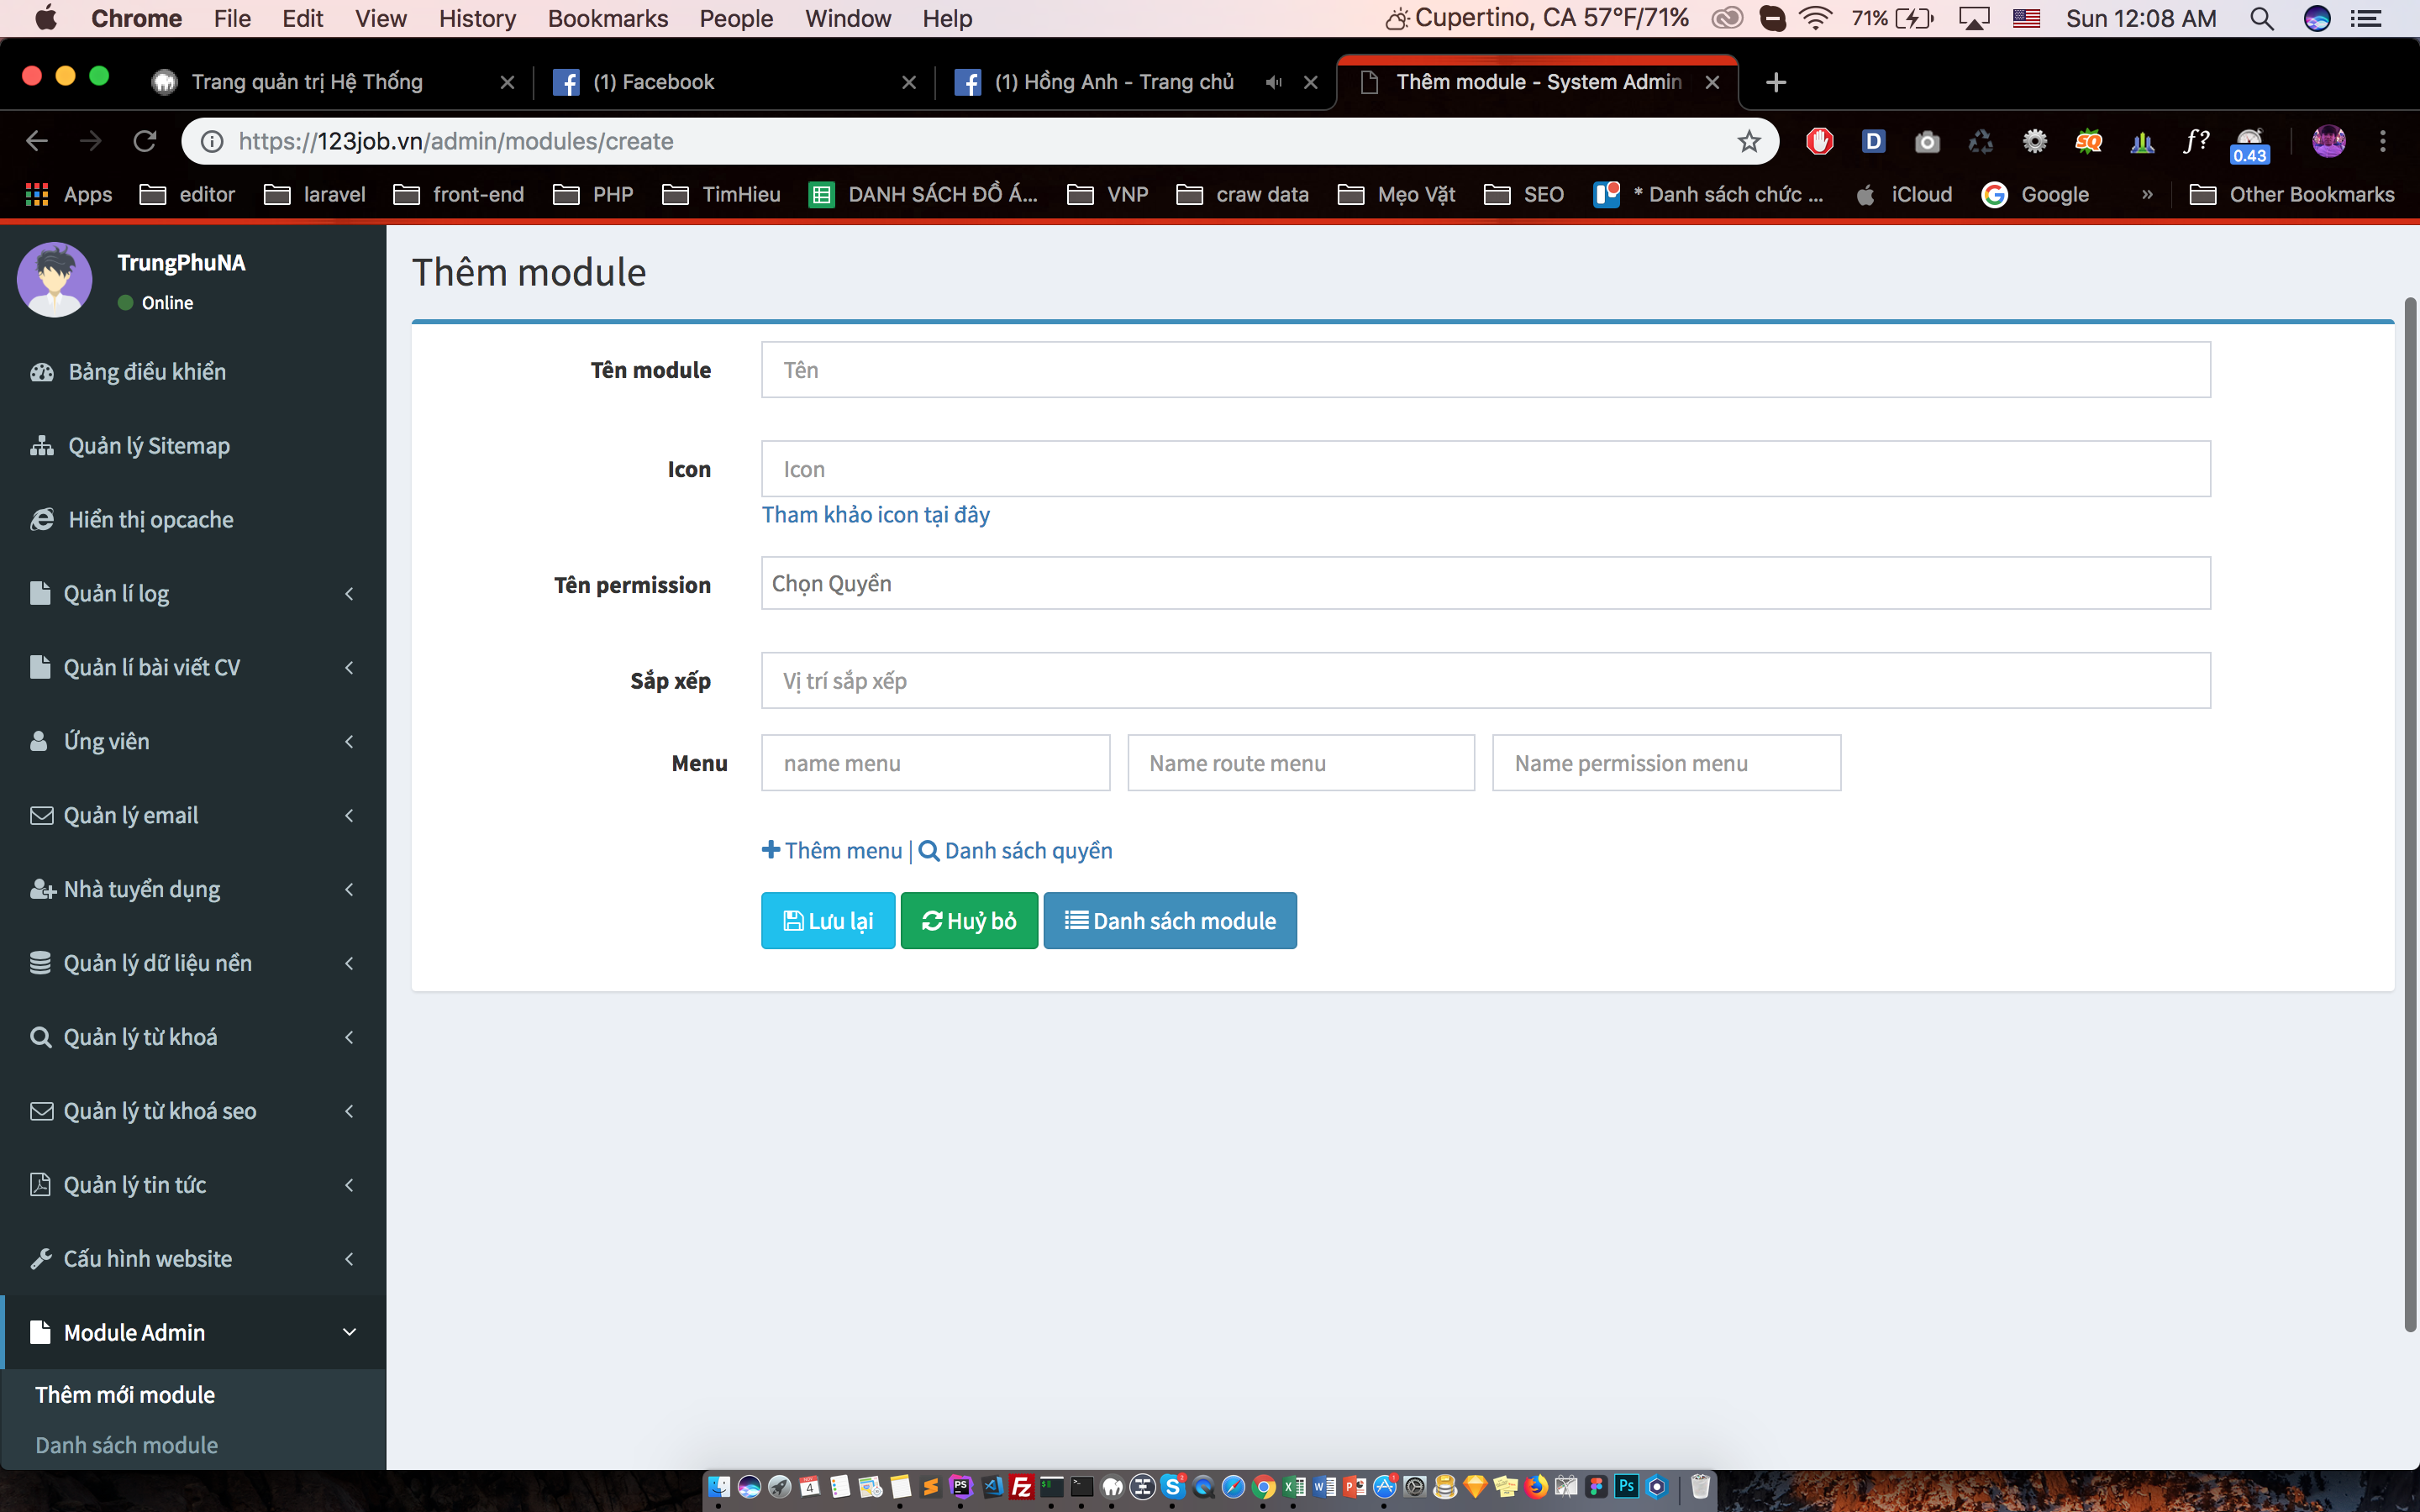 Chrome File Edit View History Bookmarks People Window Help Cupertino, CA 57°F/71% 71% Sun 12:08 AM
Trang quản trị Hệ Thống (1) Facebook (1) Hồng Anh - Trang chủ Thêm module - System Admin
https://123job.vn/admin/modules/create D SQ f? 0.43
Apps editor laravel front-end PHP TimHieu DANH SÁCH ĐỒ Á... VNP craw data Mẹo Vặt SEO * Danh sách chức ... iCloud Google » Other Bookmarks
TrungPhuNA
Online
Bảng điều khiển
Quản lý Sitemap
Hiển thị opcache
Quản lí log
Quản lí bài viết CV
Ứng viên
Quản lý email
Nhà tuyển dụng
Quản lý dữ liệu nền
Quản lý từ khoá
Quản lý từ khoá seo
Quản lý tin tức
Cấu hình website
Module Admin
Thêm mới module
Danh sách module
Thêm module
Tên module Tên
Icon Icon
Tham khảo icon tại đây
Tên permission Chọn Quyền
Sắp xếp Vị trí sắp xếp
Menu name menu Name route menu Name permission menu
Thêm menu | Danh sách quyền
Lưu lại Huỷ bỏ Danh sách module